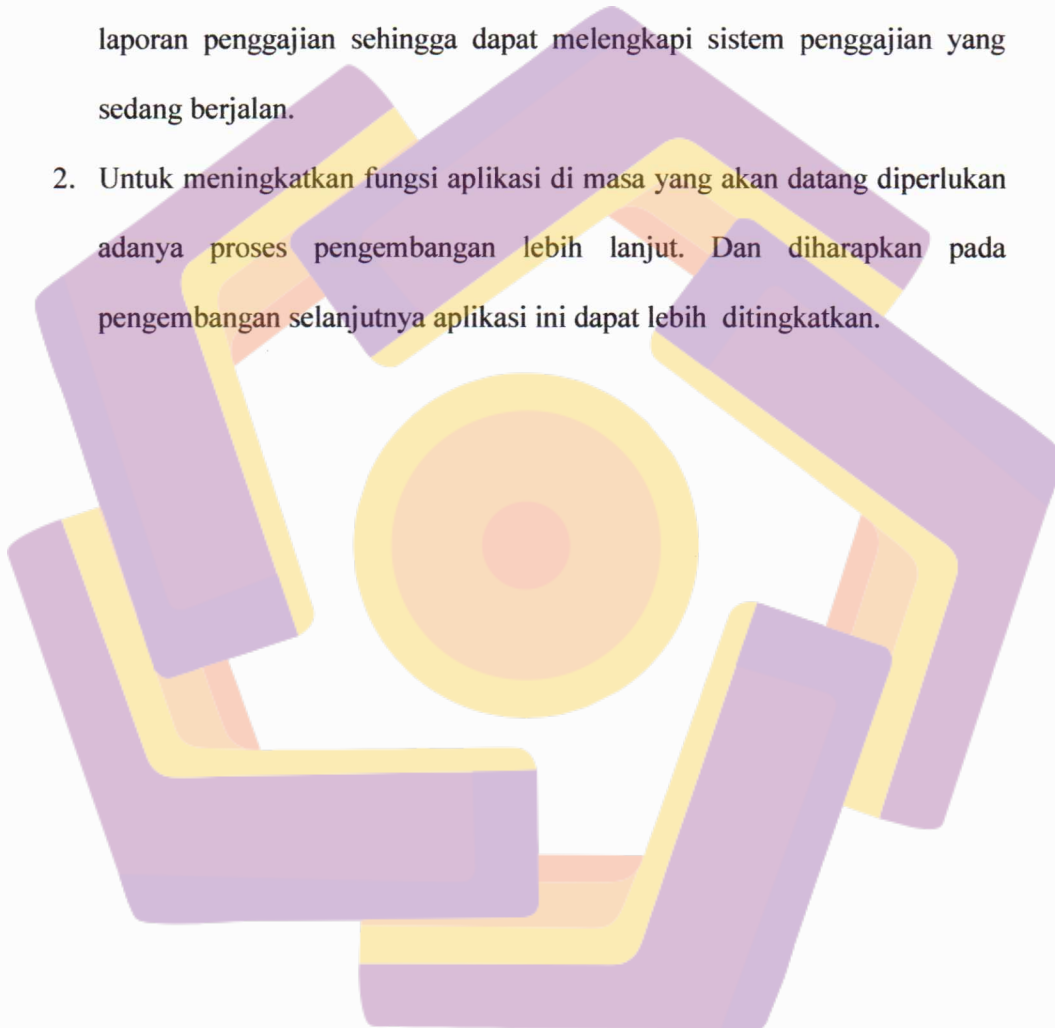 laporan penggajian sehingga dapat melengkapi sistem penggajian yang
sedang berjalan.
2. Untuk meningkatkan fungsi aplikasi di masa yang akan datang diperlukan
adanya proses pengembangan lebih lanjut. Dan diharapkan pada
pengembangan selanjutnya aplikasi ini dapat lebih ditingkatkan.